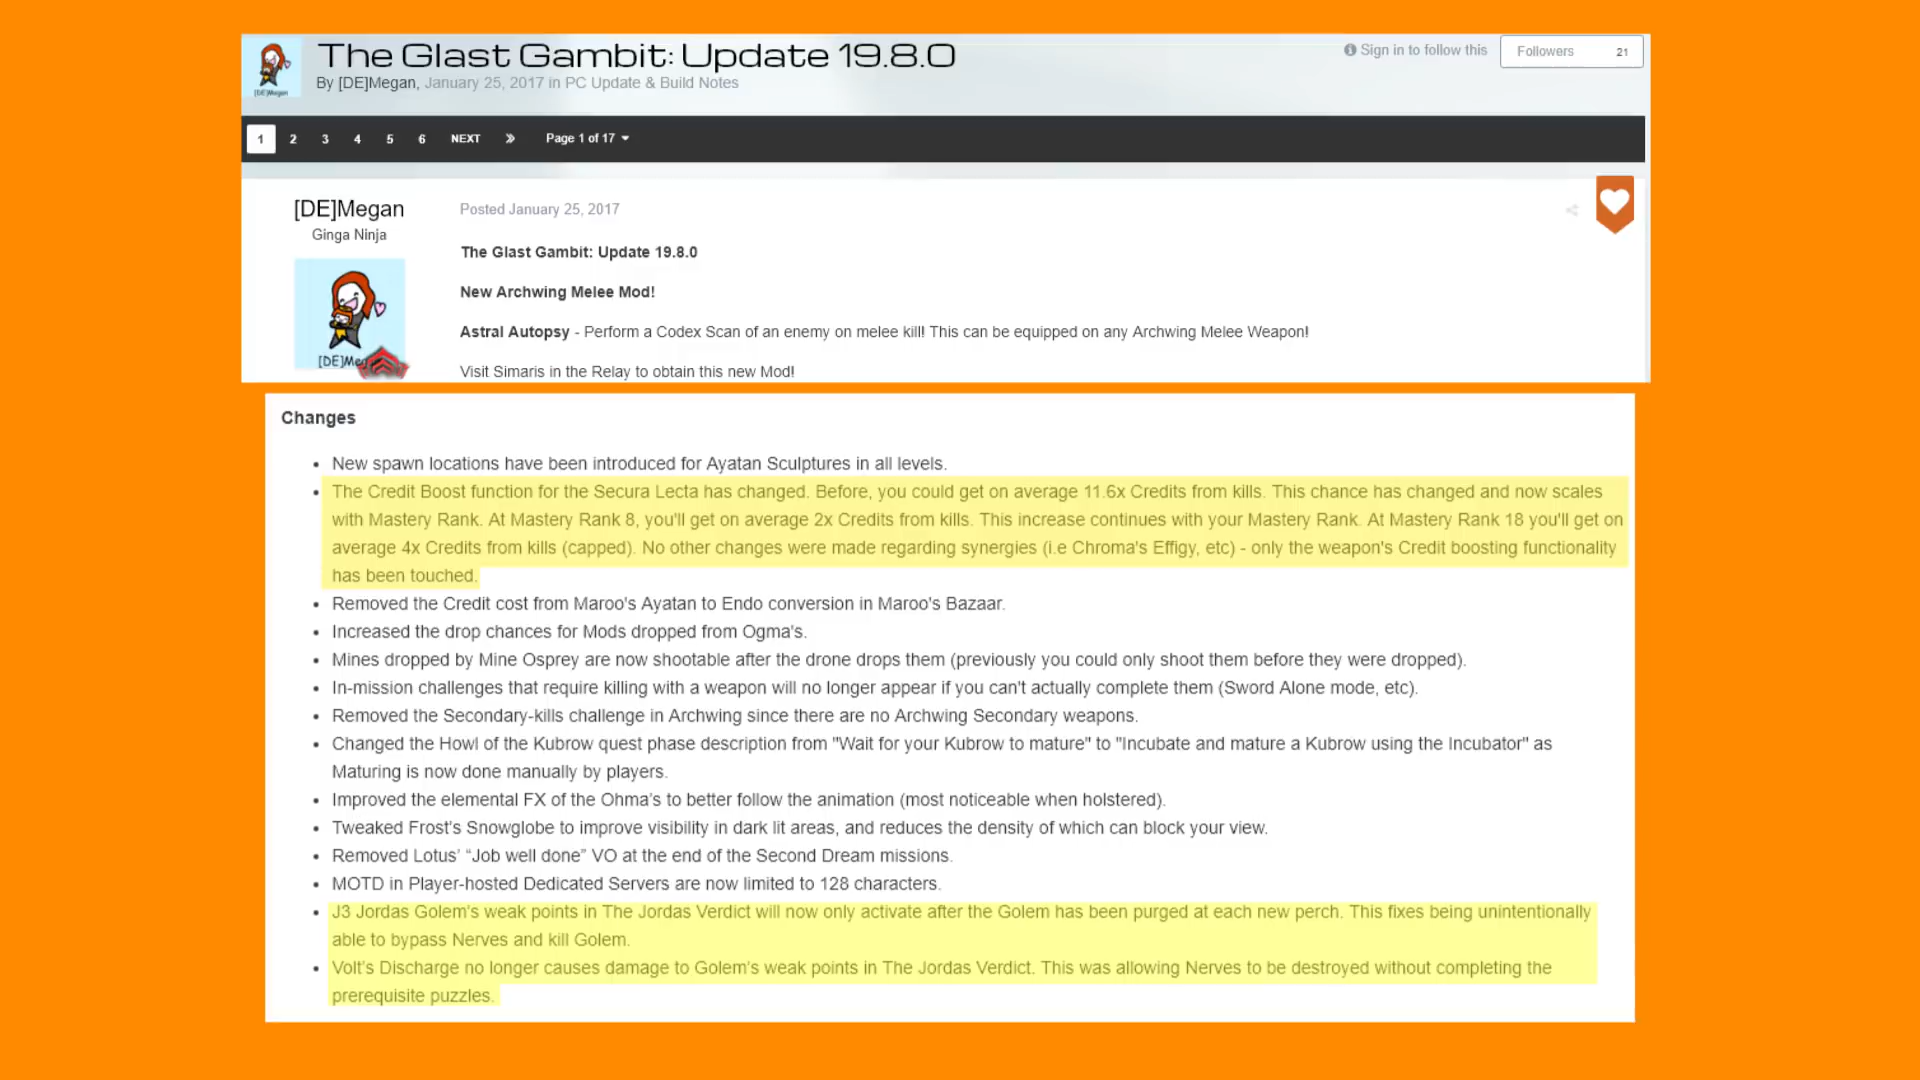 The Glast Gambit: Update 19.8.0
By [DE]Megan, January 25, 2017 in PC Update & Build Notes
Sign in to follow this
Followers 21
[DE]Megan
1 2 3 4 5 6 NEXT » Page 1 of 17
[DE]Megan
Ginga Ninja
[DE]Me
Posted January 25, 2017
The Glast Gambit: Update 19.8.0
New Archwing Melee Mod!
Astral Autopsy - Perform a Codex Scan of an enemy on melee kill! This can be equipped on any Archwing Melee Weapon!
Visit Simaris in the Relay to obtain this new Mod!
Changes
• New spawn locations have been introduced for Ayatan Sculptures in all levels.
• The Credit Boost function for the Secura Lecta has changed. Before, you could get on average 11.6x Credits from kills. This chance has changed and now scales
with Mastery Rank. At Mastery Rank 8, you'll get on average 2x Credits from kills. This increase continues with your Mastery Rank. At Mastery Rank 18 you'll get on
average 4x Credits from kills (capped). No other changes were made regarding synergies (i.e Chroma's Effigy, etc) - only the weapon's Credit boosting functionality
has been touched.
• Removed the Credit cost from Maroo's Ayatan to Endo conversion in Maroo's Bazaar.
• Increased the drop chances for Mods dropped from Ogma's.
• Mines dropped by Mine Osprey are now shootable after the drone drops them (previously you could only shoot them before they were dropped).
• In-mission challenges that require killing with a weapon will no longer appear if you can't actually complete them (Sword Alone mode, etc).
• Removed the Secondary-kills challenge in Archwing since there are no Archwing Secondary weapons.
• Changed the Howl of the Kubrow quest phase description from "Wait for your Kubrow to mature" to "Incubate and mature a Kubrow using the Incubator" as
Maturing is now done manually by players.
• Improved the elemental FX of the Ohma’s to better follow the animation (most noticeable when holstered).
• Tweaked Frost’s Snowglobe to improve visibility in dark lit areas, and reduces the density of which can block your view.
• Removed Lotus’ “Job well done” VO at the end of the Second Dream missions.
• MOTD in Player-hosted Dedicated Servers are now limited to 128 characters.
• J3 Jordas Golem’s weak points in The Jordas Verdict will now only activate after the Golem has been purged at each new perch. This fixes being unintentionally
able to bypass Nerves and kill Golem.
• Volt’s Discharge no longer causes damage to Golem’s weak points in The Jordas Verdict. This was allowing Nerves to be destroyed without completing the
prerequisite puzzles.